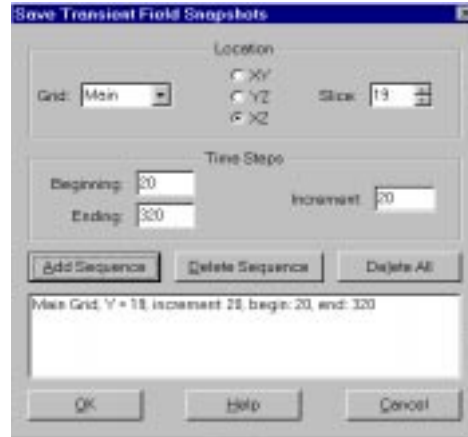 Save Transient Field Snapshots
Location
Grid: Main
XY
YZ
XZ
Slice: 19
Time Steps
Beginning: 20
Ending: 320
Increment: 20
Add Sequence
Delete Sequence
Delete All
Main Grid, Y = 19, increment 20, begin: 20, end: 320
OK
Help
Cancel